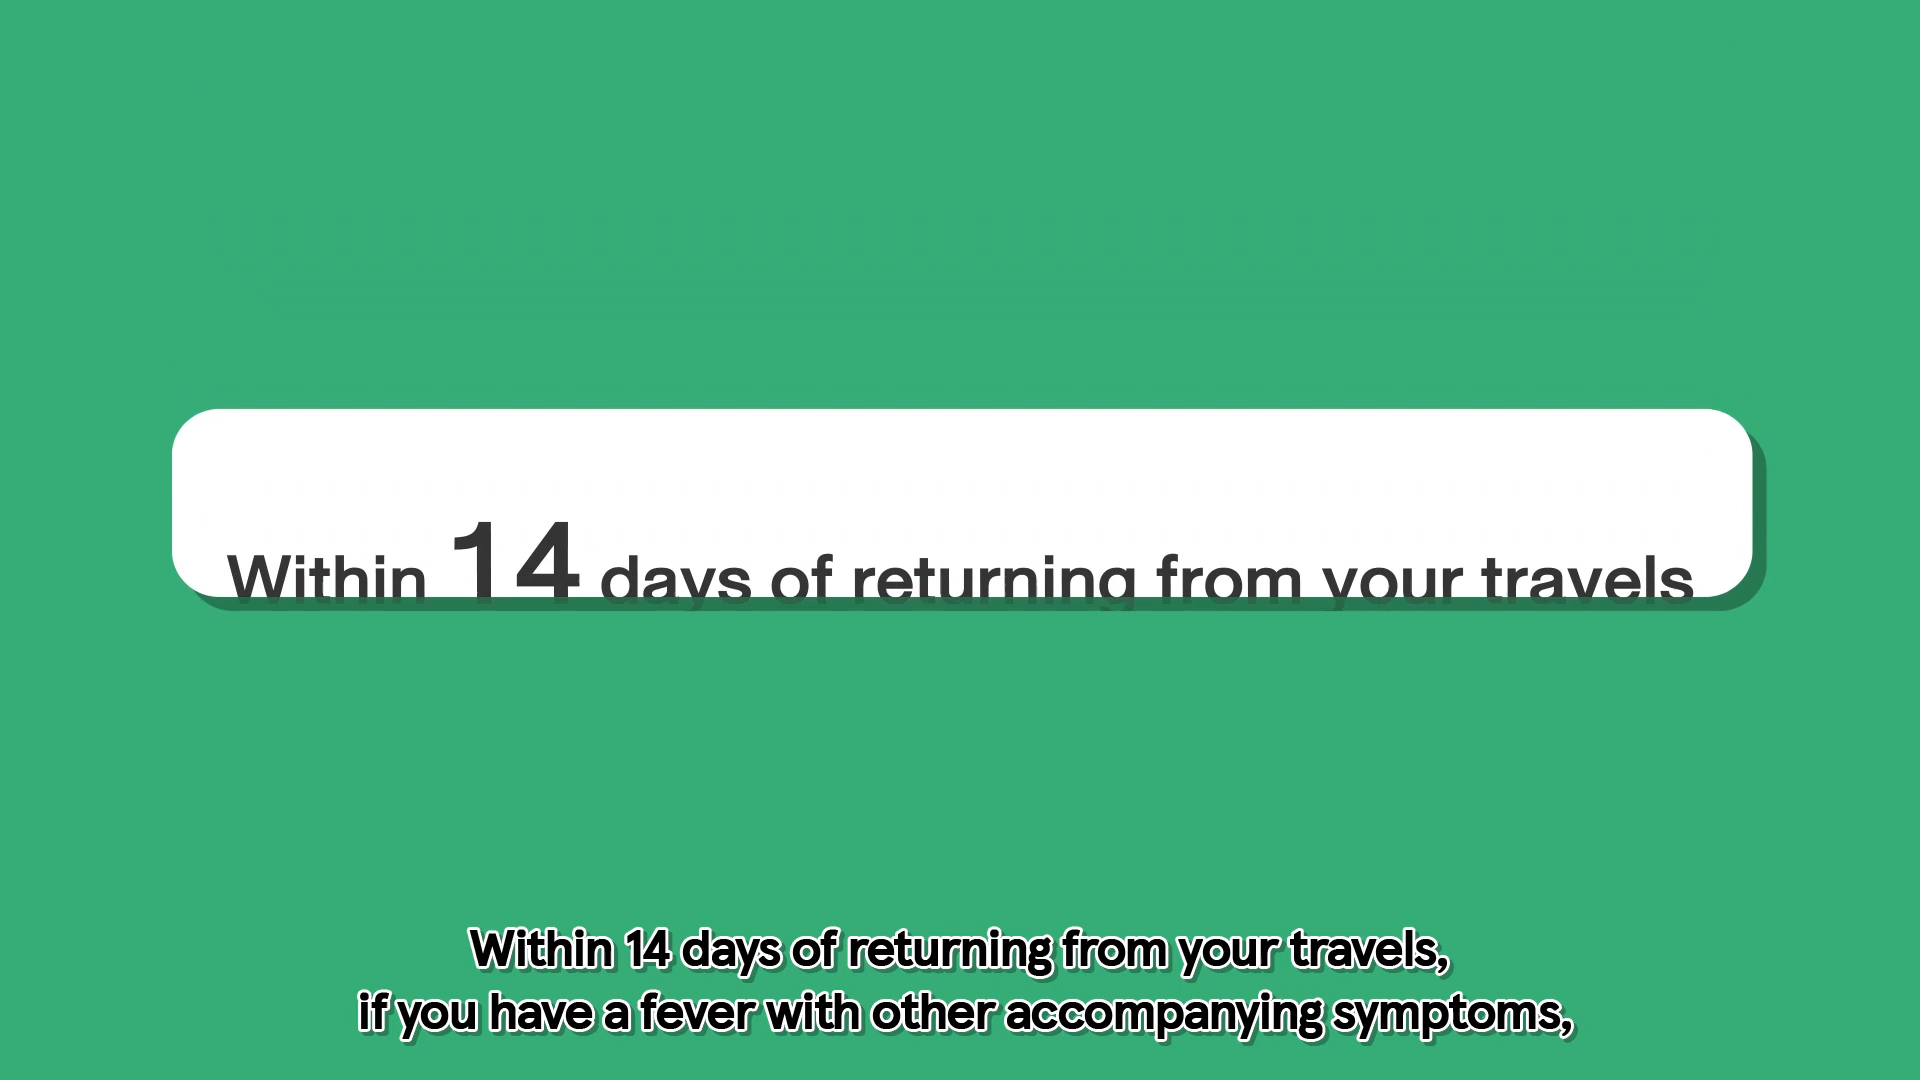 Within 14 days of returning from your travels
Within 14 days of returning from your travels,
if you have a fever with other accompanying symptoms,